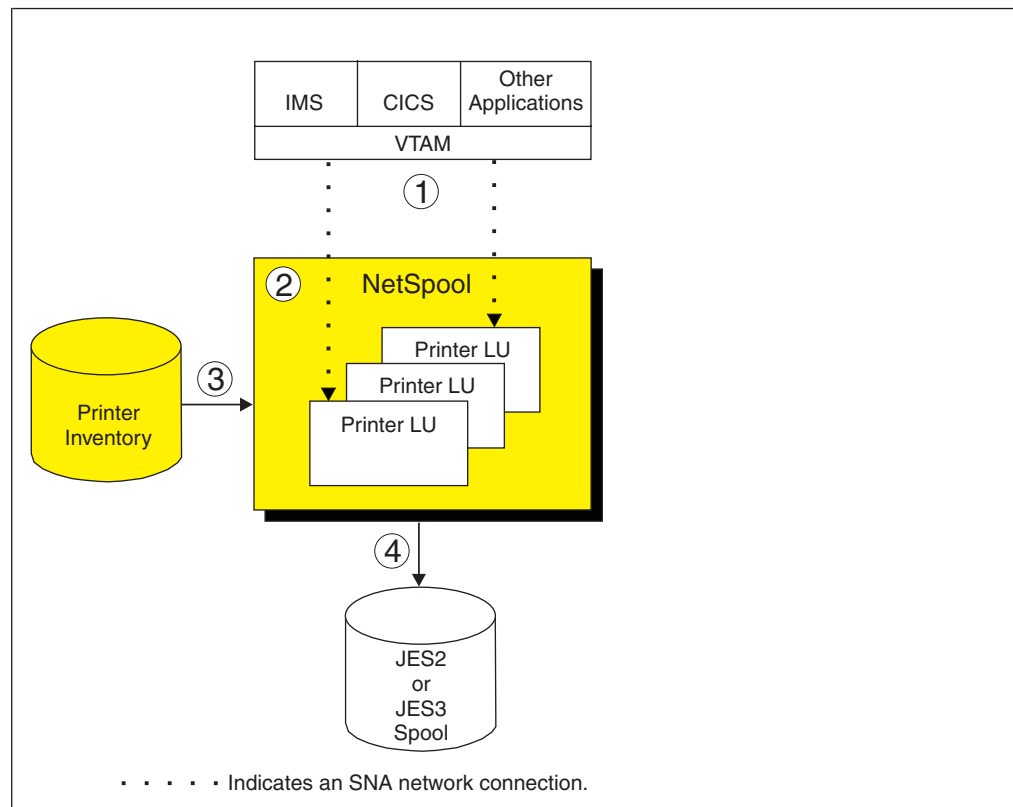 IMS
CICS
Other
Applications
VTAM
1
2
NetSpool
Printer LU
Printer LU
Printer LU
3
Printer
Inventory
4
JES2
or
JES3
Spool
Indicates an SNA network connection.